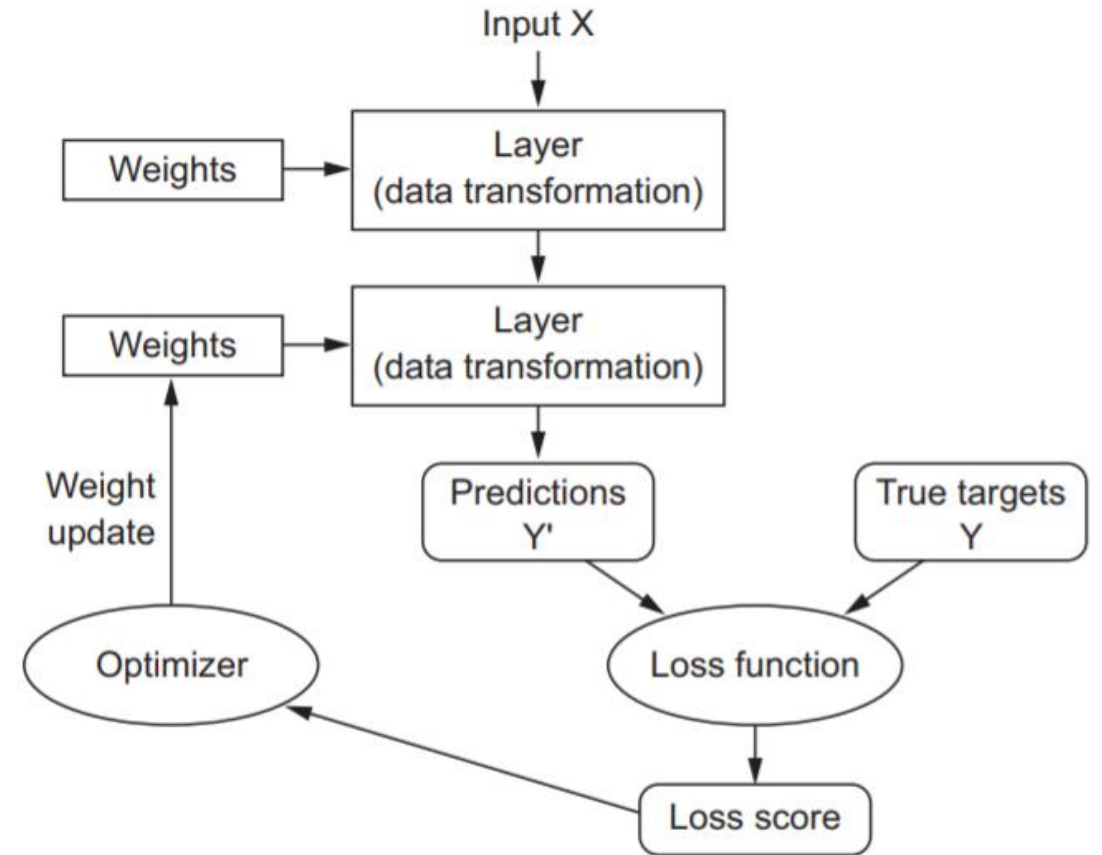 Input X
Layer
(data transformation)
Weights
Layer
(data transformation)
Weights
Weight
update
Predictions
Y'
True targets
Y
Optimizer
Loss function
Loss score